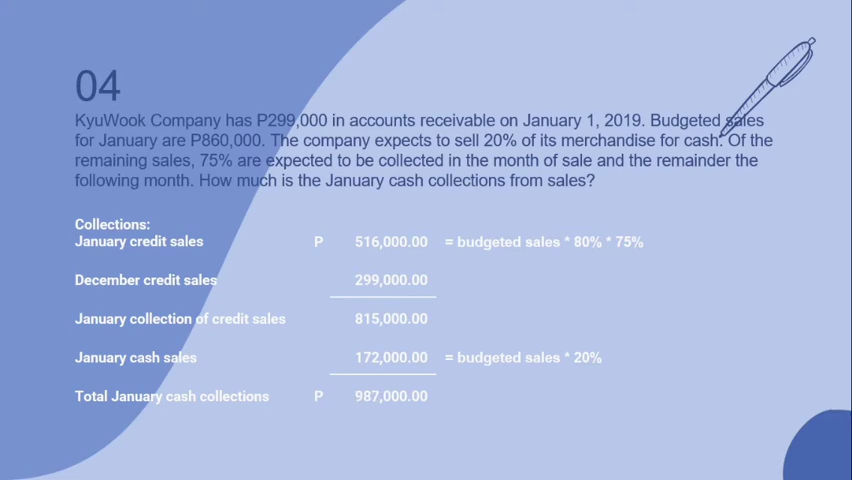 04
KyuWook Company has P299,000 in accounts receivable on January 1, 2019. Budgeted sales
for January are P860,000. The company expects to sell 20% of its merchandise for cash. Of the
remaining sales, 75% are expected to be collected in the month of sale and the remainder the
following month. How much is the January cash collections from sales?
Collections:
January credit sales P 516,000.00 = budgeted sales * 80% * 75%
December credit sales 299,000.00
January collection of credit sales 815,000.00
January cash sales 172,000.00 = budgeted sales * 20%
Total January cash collections P 987,000.00